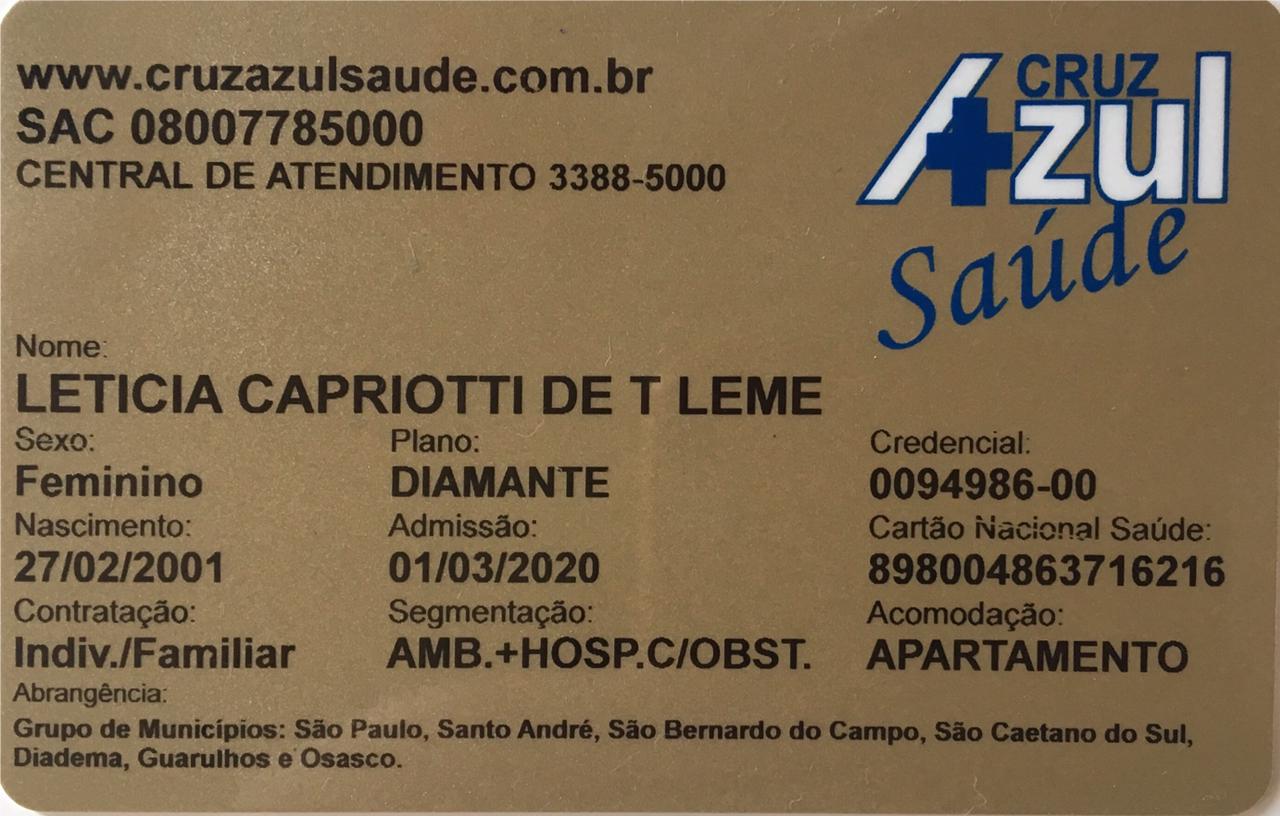 www.cruzazulsaude.com.br
SAC 08007785000
CENTRAL DE ATENDIMENTO 3388-5000
CRUZ
Azul
Saúde
Nome:
LETICIA CAPRIOTTI DE T LEME
Sexo: Plano: Credencial:
Feminino DIAMANTE 0094986-00
Nascimento: Admissão: Cartão Nacional Saúde:
27/02/2001 01/03/2020 898004863716216
Contratação: Segmentação: Acomodação:
Indiv./Familiar AMB.+HOSP.C/OBST. APARTAMENTO
Abrangência:
Grupo de Municípios: São Paulo, Santo André, São Bernardo do Campo, São Caetano do Sul,
Diadema, Guarulhos e Osasco.